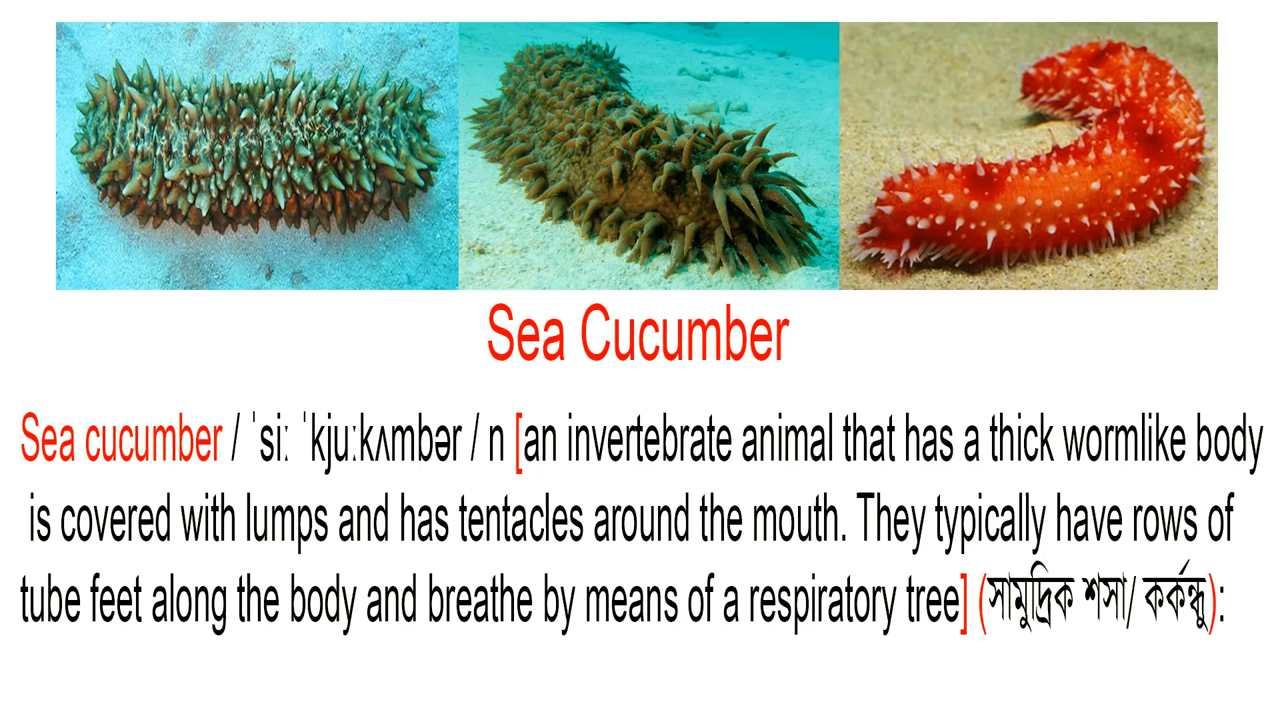 Sea Cucumber
Sea cucumber / ˈsiː ˈkjuːkʌmbər / n [an invertebrate animal that has a thick wormlike body
is covered with lumps and has tentacles around the mouth. They typically have rows of
tube feet along the body and breathe by means of a respiratory tree] (সামুদ্রিক শসা/ কর্কন্ধু):